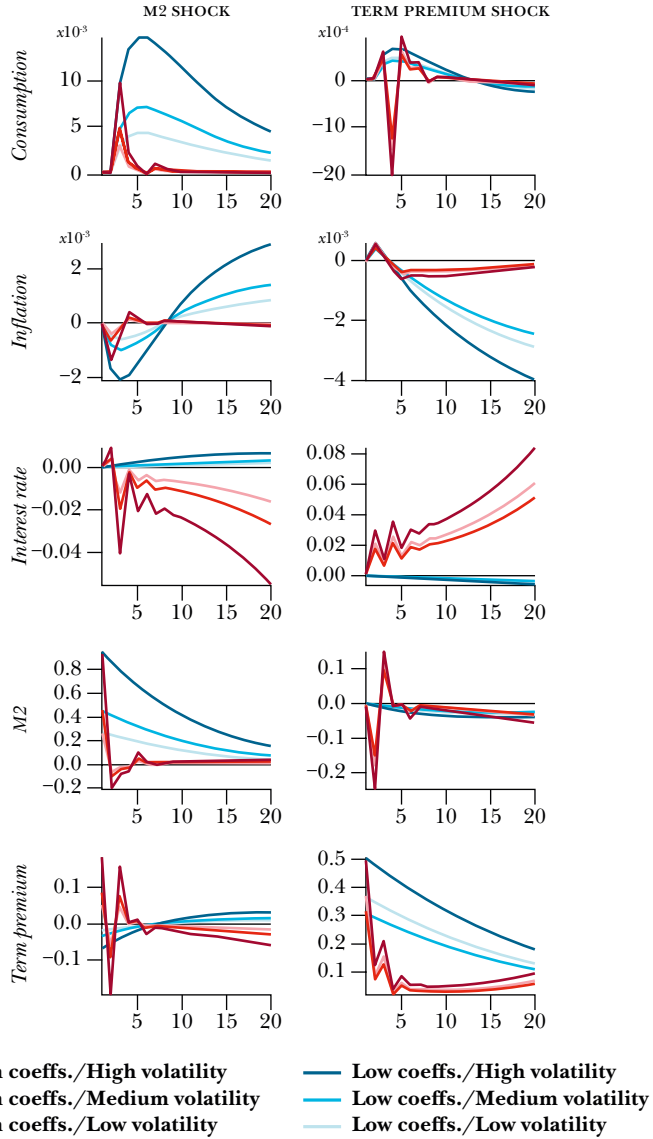 M2 SHOCK
TERM PREMIUM SHOCK
x10-3
Consumption
10
5
0
5 10 15 20
x10-4
0
−10
−20
5 10 15 20
x10-3
Inflation
2
0
−2
5 10 15 20
x10-3
0
−2
−4
5 10 15 20
Interest rate
0.00
−0.02
−0.04
5 10 15 20
0.08
0.06
0.04
0.02
0.00
5 10 15 20
M2
0.8
0.6
0.4
0.2
0.0
−0.2
5 10 15 20
0.1
0.0
−0.1
−0.2
5 10 15 20
Term premium
0.1
0.0
−0.1
5 10 15 20
0.5
0.4
0.3
0.2
0.1
5 10 15 20
coeffs./High volatility
coeffs./Medium volatility
coeffs./Low volatility
Low coeffs./High volatility
Low coeffs./Medium volatility
Low coeffs./Low volatility